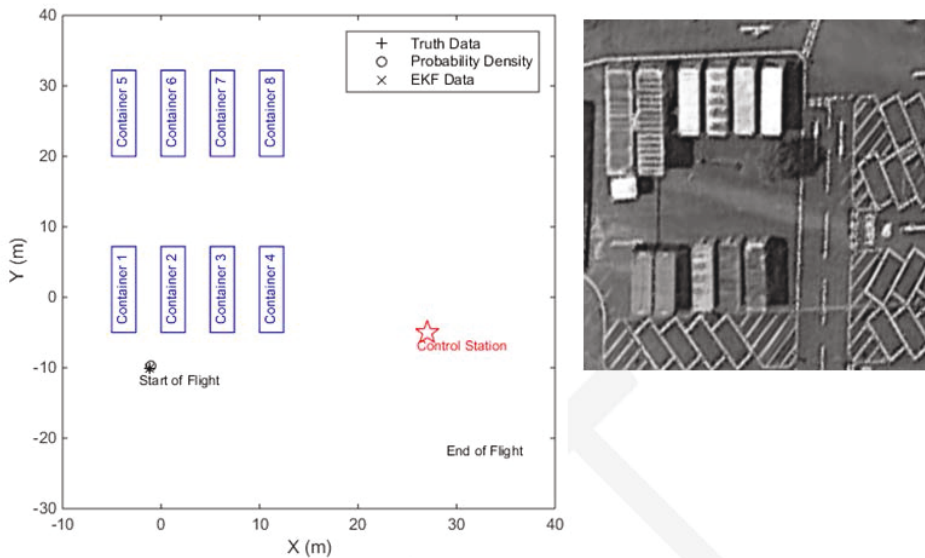 40
30
20
10
0
-10
-20
-30
-10
0
10
20
30
40
Y (m)
X (m)
Truth Data
Probability Density
EKF Data
Container 5
Container 6
Container 7
Container 8
Container 1
Container 2
Container 3
Container 4
Control Station
Start of Flight
End of Flight